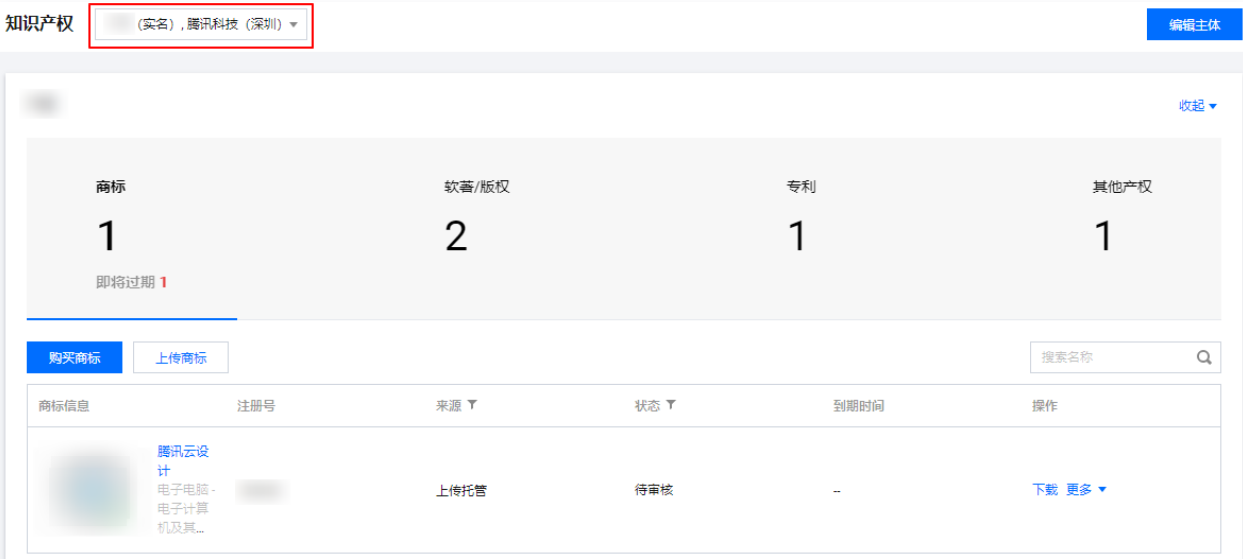 知识产权
(实名) , 腾讯科技（深圳）
编辑主体
收起
商标
软著/版权
专利
其他产权
1
2
1
1
即将过期 1
购买商标
上传商标
搜索名称
商标信息
注册号
来源
状态
到期时间
操作
腾讯云设
计
电子电脑 -
电子计算
机及其...
上传托管
待审核
--
下载 更多